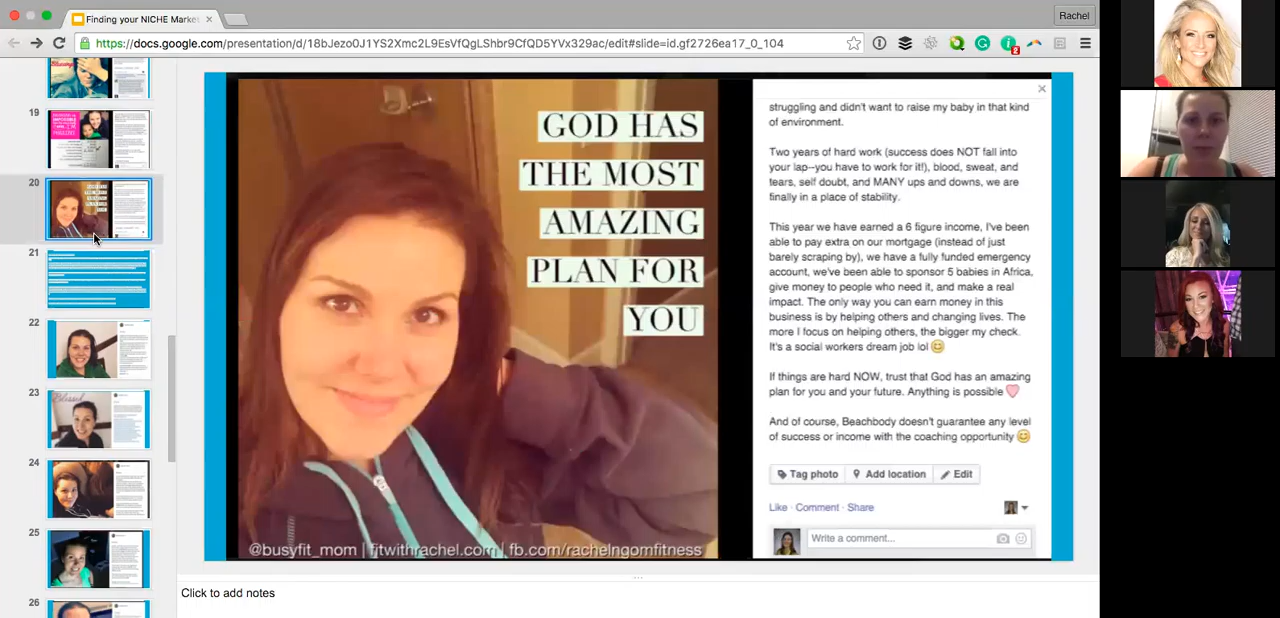 Finding your NICHE Marke
Rachel
https://docs.google.com/presentation/d/18bJezo0J1YS2Xmc2L9EsVfQgLShbr9CfQD5YVx329ac/edit#slide=id.gf2726ea17_0_104
2
19
20
21
22
23
24
25
26
GOD HAS
THE MOST
AMAZING
PLAN FOR
YOU
@busyfit_mom | fitwithrachel.com | fb.com/rachelngomfitness
struggling and didn't want to raise my baby in that kind
of environment.
Two years of hard work (success does NOT fall into
your lap--you have to work for it!), blood, sweat, and
tears, self doubt, and MANY ups and downs, we are
finally in a place of stability.
This year we have earned a 6 figure income, I've been
able to pay extra on our mortgage (instead of just
barely scraping by), we have a fully funded emergency
account, we've been able to sponsor 5 babies in Africa,
give money to people who need it, and make a real
impact. The only way you can earn money in this
business is by helping others and changing lives. The
more I focus on helping others, the bigger my check.
It's a social workers dream job lol 😊
If things are hard NOW, trust that God has an amazing
plan for you and your future. Anything is possible
And of course, Beachbody doesn't guarantee any level
of success or income with the coaching opportunity 😊
Tag photo Add location Edit
Like · Comment · Share
Write a comment...
Click to add notes